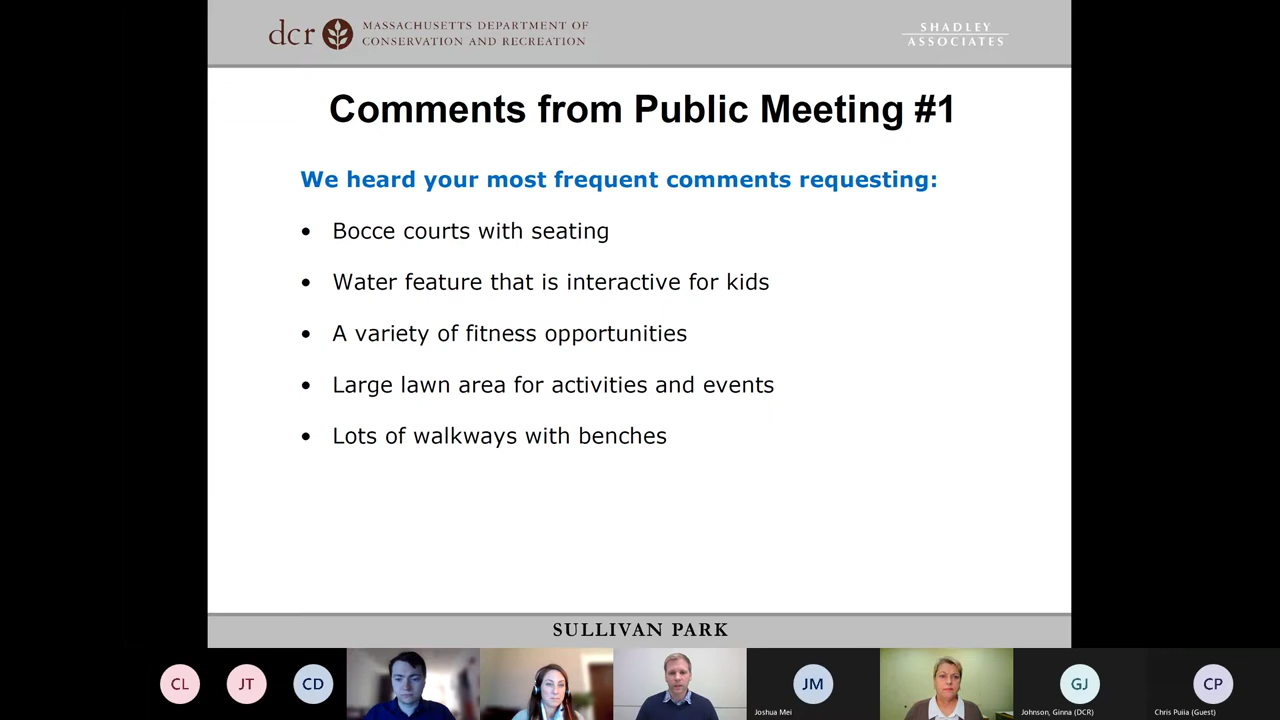 dcr MASSACHUSETTS DEPARTMENT OF
CONSERVATION AND RECREATION
SHADLEY
ASSOCIATES
Comments from Public Meeting #1
We heard your most frequent comments requesting:
• Bocce courts with seating
• Water feature that is interactive for kids
• A variety of fitness opportunities
• Large lawn area for activities and events
• Lots of walkways with benches
SULLIVAN PARK
CL
JT
CD
JM
Joshua Mei
GJ
Johnson, Ginna (DCR)
CP
Chris Puiia (Guest)